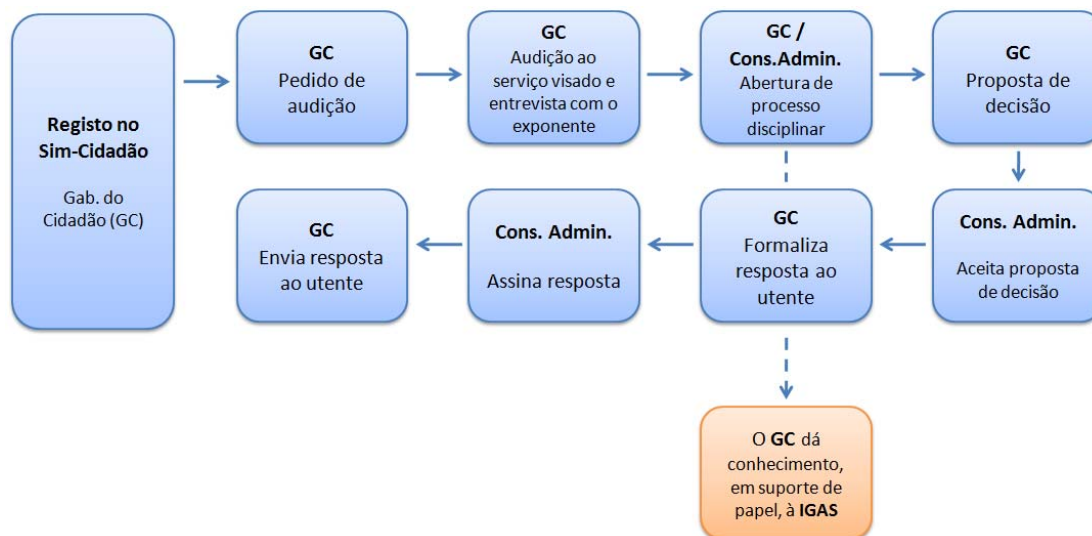 Registo no
Sim-Cidadão
Gab. do
Cidadão (GC)
GC
Pedido de
audição
GC
Audição ao
serviço visado e
entrevista com o
exponente
GC /
Cons.Admin.
Abertura de
processo
disciplinar
GC
Proposta de
decisão
Cons. Admin.
Aceita proposta
de decisão
GC
Formaliza
resposta ao
utente
Cons. Admin.
Assina resposta
GC
Envia resposta
ao utente
O GC dá
conhecimento,
em suporte de
papel, à IGAS